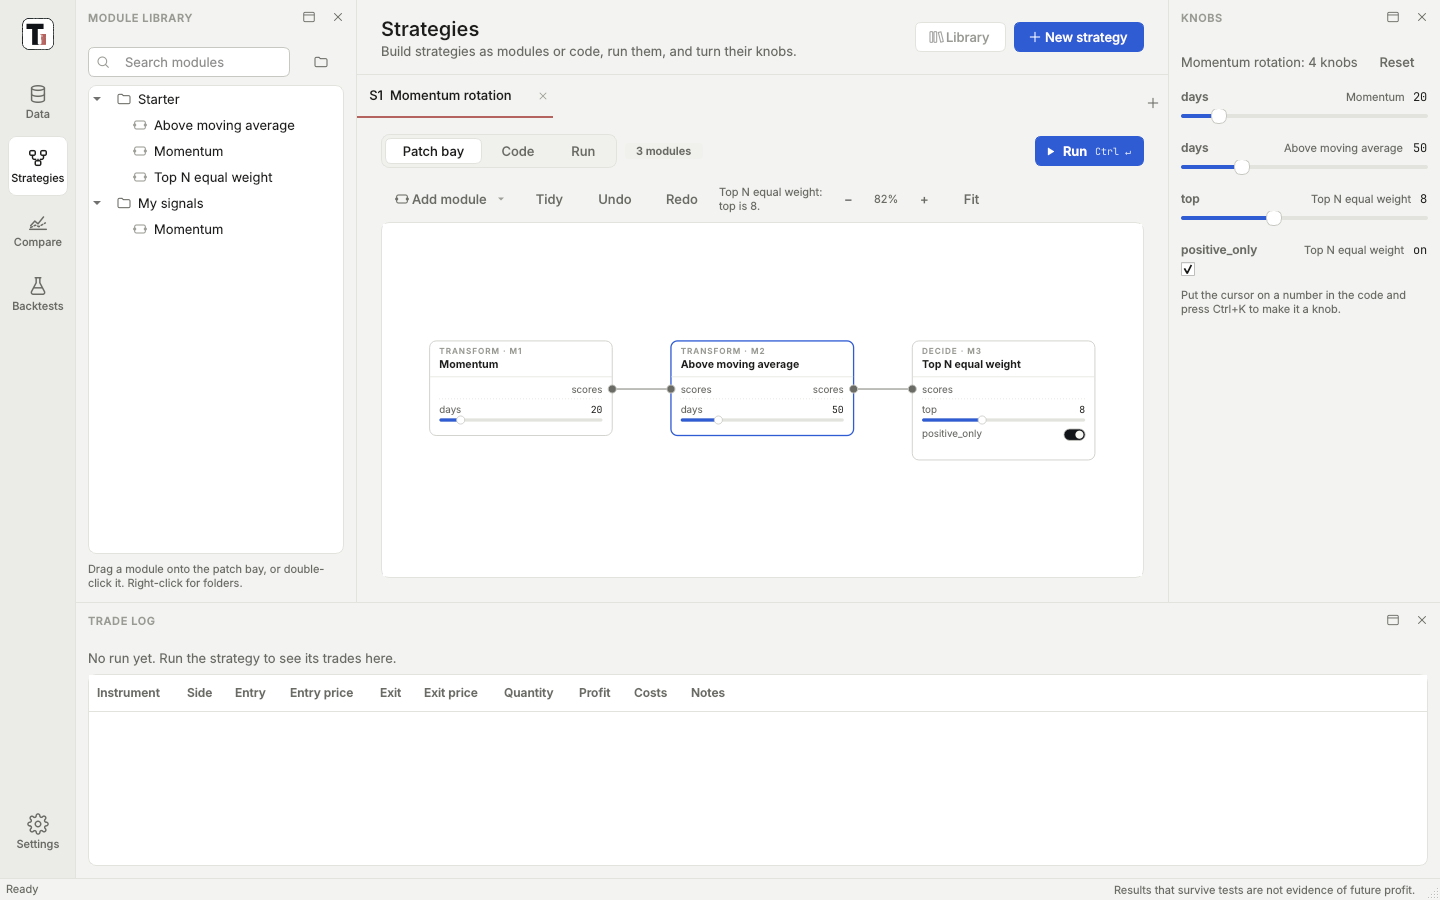 MODULE LIBRARY
Search modules
Starter
Above moving average
Momentum
Top N equal weight
My signals
Momentum
Drag a module onto the patch bay, or double-
click it. Right-click for folders.
Data
Strategies
Compare
Backtests
Settings
Strategies
Build strategies as modules or code, run them, and turn their knobs.
Library
New strategy
S1 Momentum rotation
Patch bay
Code
Run
3 modules
Run Ctrl ↵
Add module
Tidy
Undo
Redo
Top N equal weight:
top is 8.
82%
Fit
TRANSFORM · M1
Momentum
scores
days 20
TRANSFORM · M2
Above moving average
scores scores
days 50
DECIDE · M3
Top N equal weight
scores
top 8
positive_only
KNOBS
Momentum rotation: 4 knobs
Reset
days Momentum 20
days Above moving average 50
top Top N equal weight 8
positive_only Top N equal weight on
Put the cursor on a number in the code and
press Ctrl+K to make it a knob.
TRADE LOG
No run yet. Run the strategy to see its trades here.
Instrument Side Entry Entry price Exit Exit price Quantity Profit Costs Notes
Ready
Results that survive tests are not evidence of future profit.